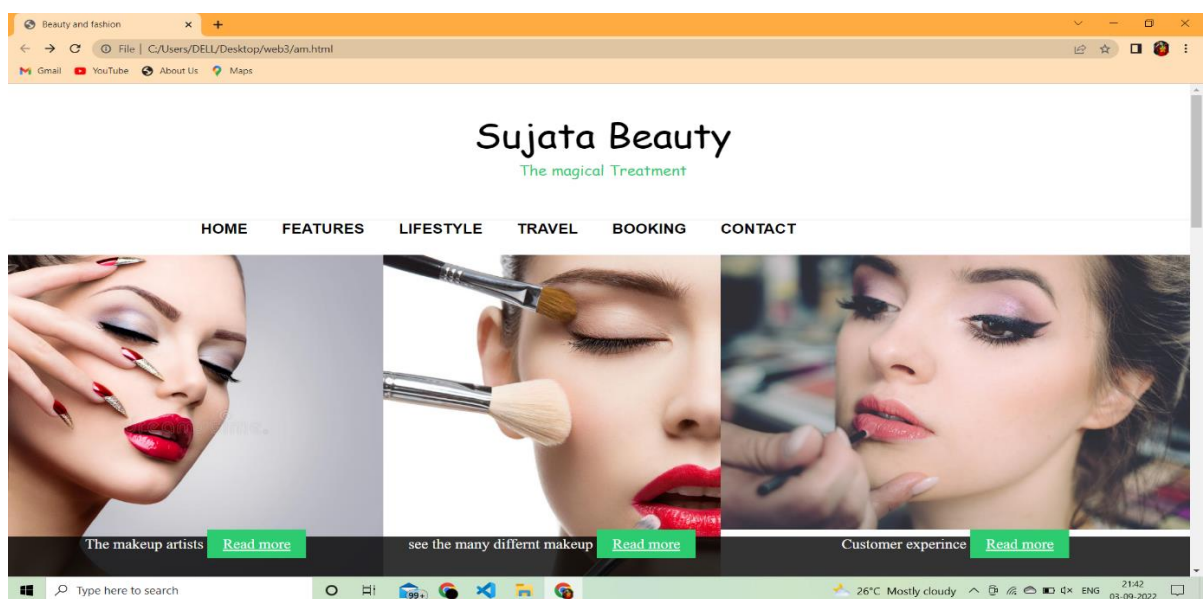 Beauty and fashion
File | C:/Users/DELL/Desktop/web3/am.html
Gmail YouTube About Us Maps
Sujata Beauty
The magical Treatment
HOME FEATURES LIFESTYLE TRAVEL BOOKING CONTACT
The makeup artists Read more see the many differnt makeup Read more Customer experince Read more
Type here to search 99+ 26°C Mostly cloudy ENG 21:42
03-09-2022